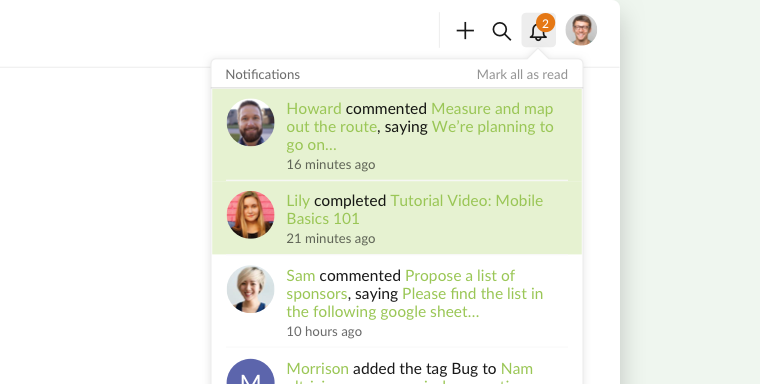 2
Notifications Mark all as read
Howard commented Measure and map
out the route, saying We’re planning to
go on...
16 minutes ago
Lily completed Tutorial Video: Mobile
Basics 101
21 minutes ago
Sam commented Propose a list of
sponsors, saying Please find the list in
the following google sheet...
10 hours ago
M
Morrison added the tag Bug to Nam